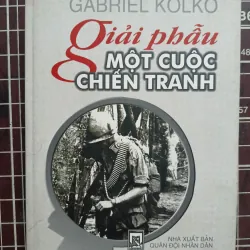 GABRIEL KOLKO
Giải phẫu
MỘT CUỘC
CHIẾN TRANH
NHÀ XUẤT BẢN
QUÂN ĐỘI NHÂN DÂN